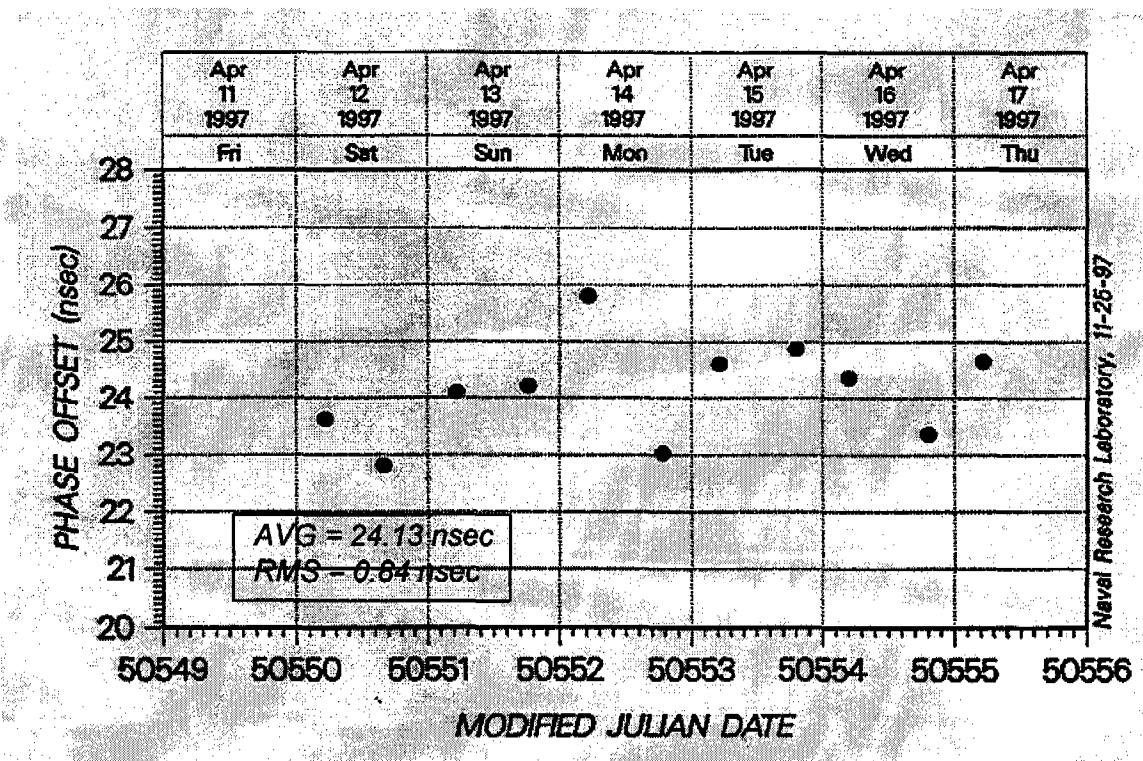 Apr Apr Apr Apr Apr Apr Apr
11 12 13 14 15 16 17
1997 1997 1997 1997 1997 1997 1997
Fri Sat Sun Mon Tue Wed Thu
28
27
26
25
24
23
22
21
20
PHASE OFFSET (nsec)
AVG = 24.13 nsec
RMS = 0.84 nsec
50549 50550 50551 50552 50553 50554 50555 50556
MODIFIED JULIAN DATE
Naval Research Laboratory, 11-25-97